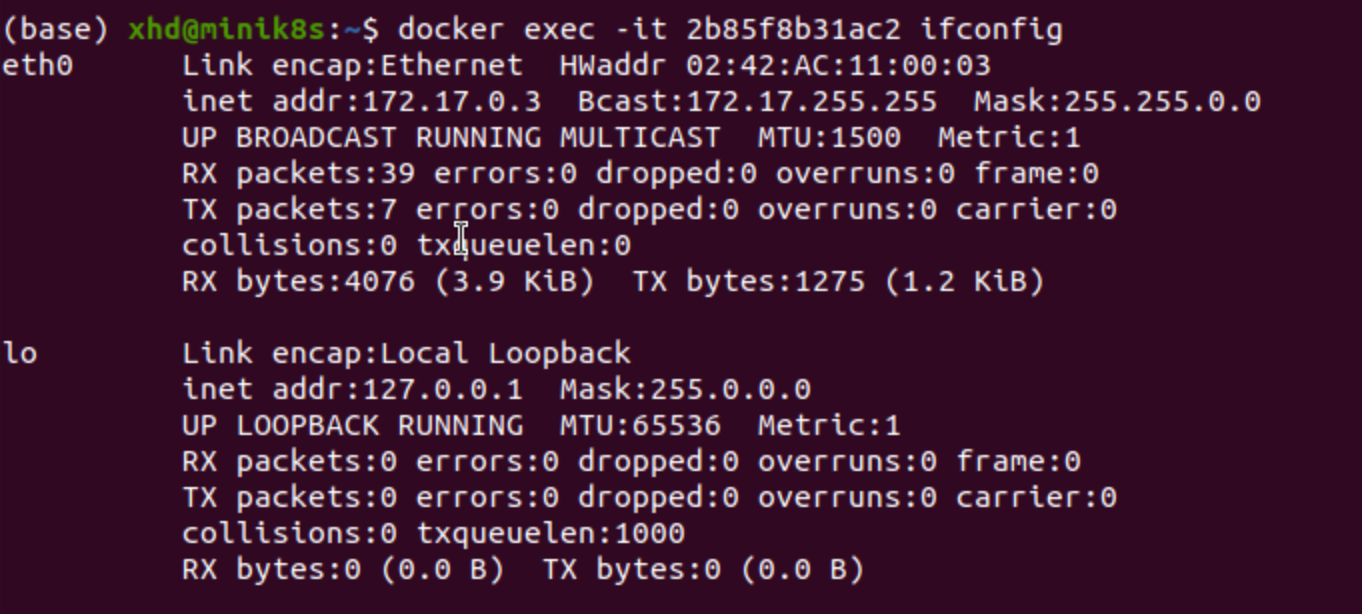 (base) xhd@minik8s:~$ docker exec -it 2b85f8b31ac2 ifconfig
eth0      Link encap:Ethernet  HWaddr 02:42:AC:11:00:03
          inet addr:172.17.0.3  Bcast:172.17.255.255  Mask:255.255.0.0
          UP BROADCAST RUNNING MULTICAST  MTU:1500  Metric:1
          RX packets:39 errors:0 dropped:0 overruns:0 frame:0
          TX packets:7 errors:0 dropped:0 overruns:0 carrier:0
          collisions:0 txqueuelen:0
          RX bytes:4076 (3.9 KiB)  TX bytes:1275 (1.2 KiB)

lo        Link encap:Local Loopback
          inet addr:127.0.0.1  Mask:255.0.0.0
          UP LOOPBACK RUNNING  MTU:65536  Metric:1
          RX packets:0 errors:0 dropped:0 overruns:0 frame:0
          TX packets:0 errors:0 dropped:0 overruns:0 carrier:0
          collisions:0 txqueuelen:1000
          RX bytes:0 (0.0 B)  TX bytes:0 (0.0 B)